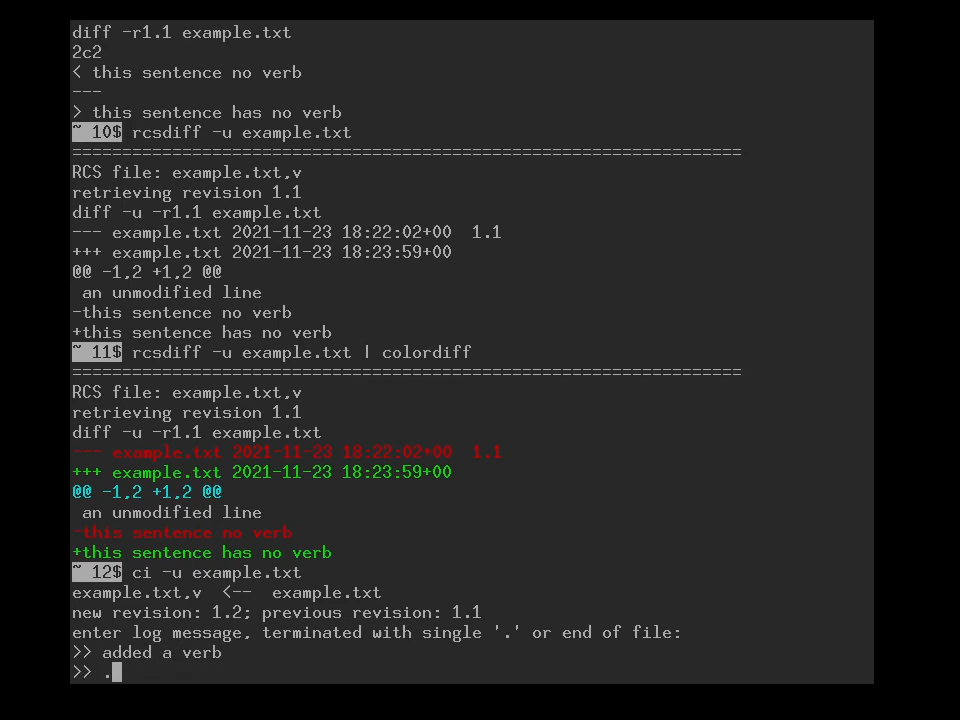 diff -r1.1 example.txt
2c2
< this sentence no verb
---
> this sentence has no verb
~ 10$ rcsdiff -u example.txt
===================================================================
RCS file: example.txt,v
retrieving revision 1.1
diff -u -r1.1 example.txt
--- example.txt 2021-11-23 18:22:02+00  1.1
+++ example.txt 2021-11-23 18:23:59+00
@@ -1,2 +1,2 @@
 an unmodified line
-this sentence no verb
+this sentence has no verb
~ 11$ rcsdiff -u example.txt | colordiff
===================================================================
RCS file: example.txt,v
retrieving revision 1.1
diff -u -r1.1 example.txt
--- example.txt 2021-11-23 18:22:02+00  1.1
+++ example.txt 2021-11-23 18:23:59+00
@@ -1,2 +1,2 @@
 an unmodified line
-this sentence no verb
+this sentence has no verb
~ 12$ ci -u example.txt
example.txt,v  <--  example.txt
new revision: 1.2; previous revision: 1.1
enter log message, terminated with single '.' or end of file:
>> added a verb
>> .